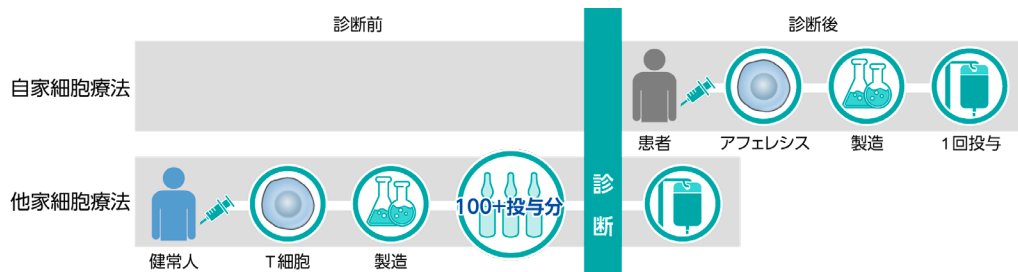 診断前
診断後
自家細胞療法
患者
アフェレシス
製造
1回投与
診断
他家細胞療法
100+投与分
健常人
T細胞
製造